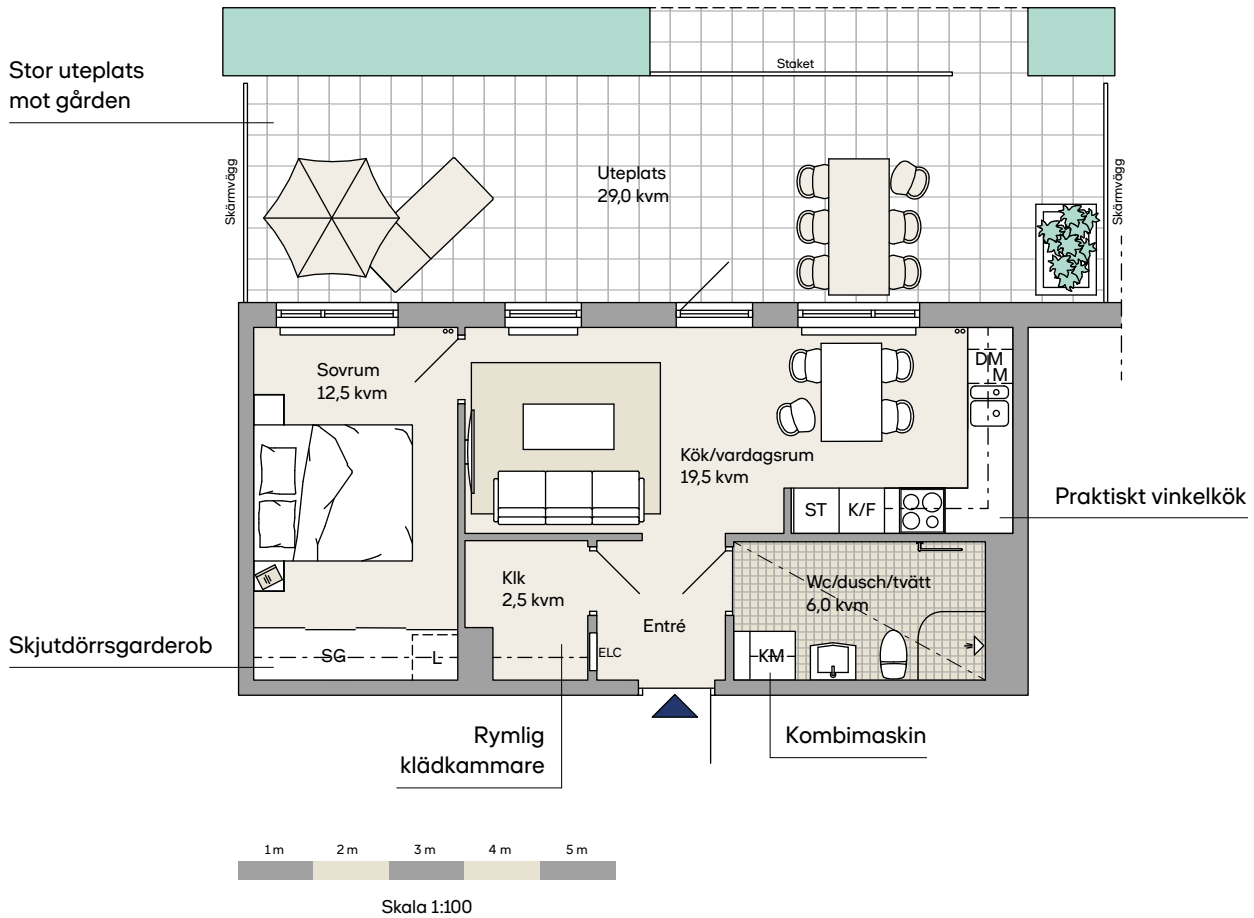 Staket
Stor uteplats
mot gården
Skärmvägg
Uteplats
29,0 kvm
Skärmvägg
Sovrum
12,5 kvm
DM
M
Kök/vardagsrum
19,5 kvm
ST
K/F
Praktiskt vinkelkök
Klk
2,5 kvm
Wc/dusch/tvätt
6,0 kvm
Entré
Skjutdörrsgarderob
SG
L
ELC
KM
Rymlig
klädkammare
Kombimaskin
1 m
2 m
3 m
4 m
5 m
Skala 1:100